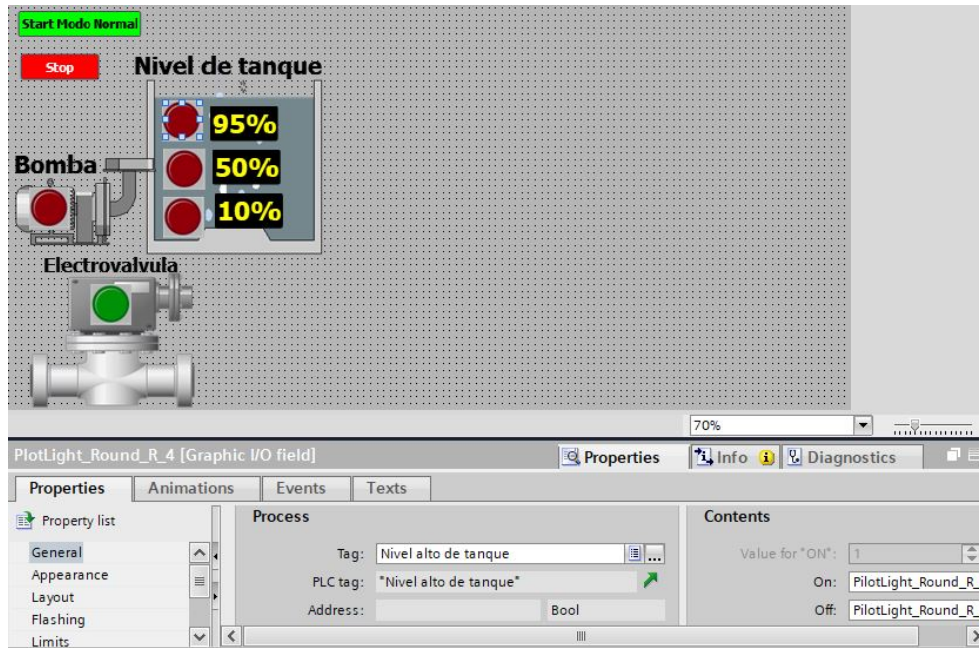 Start Modo Normal
Stop
Nivel de tanque
95%
50%
10%
Bomba
Electrovalvula
70%
PlotLight_Round_R_4 [Graphic I/O field]
Properties
Info
Diagnostics
Properties
Animations
Events
Texts
Property list
General
Appearance
Layout
Flashing
Limits
Process
Tag: Nivel alto de tanque
...
PLC tag: "Nivel alto de tanque"
Address: Bool
Contents
Value for "ON": 1
On: PilotLight_Round_R_
Off: PilotLight_Round_R_